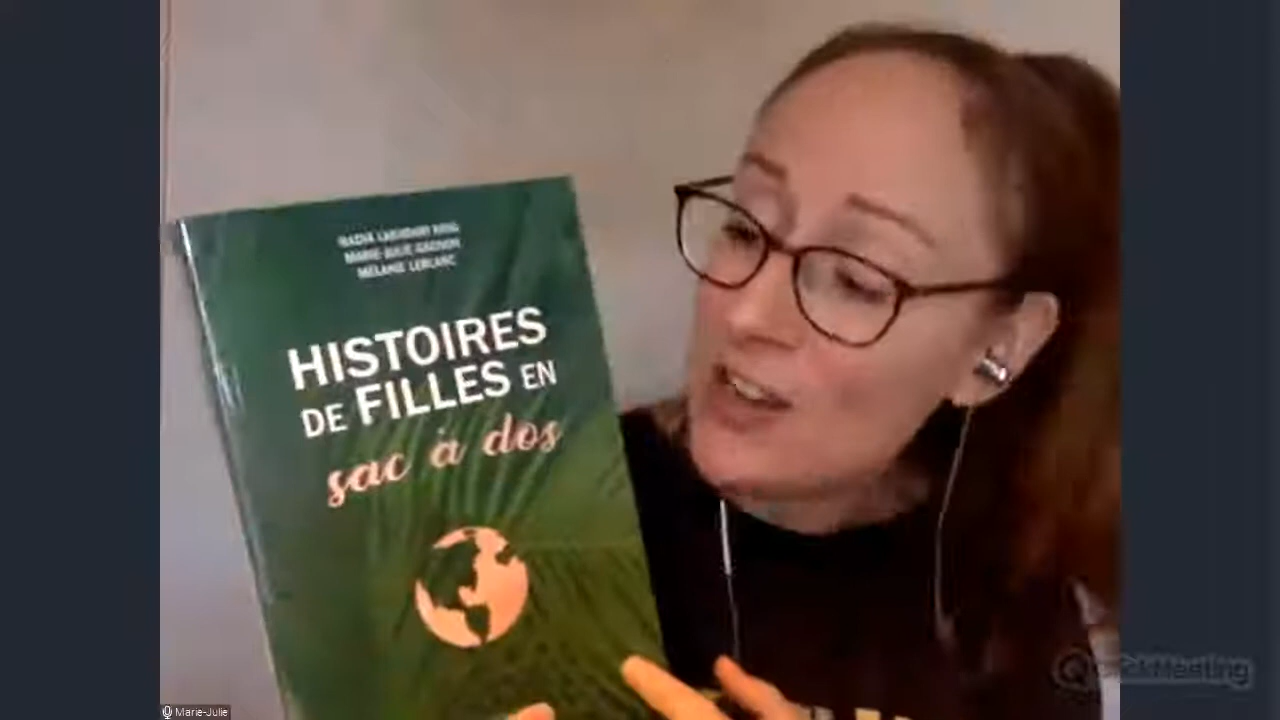 MARIE-JULIE GAGNON
MÉLANIE LEBLANC
HISTOIRES
DE FILLES EN
sac à dos
Marie-Julie